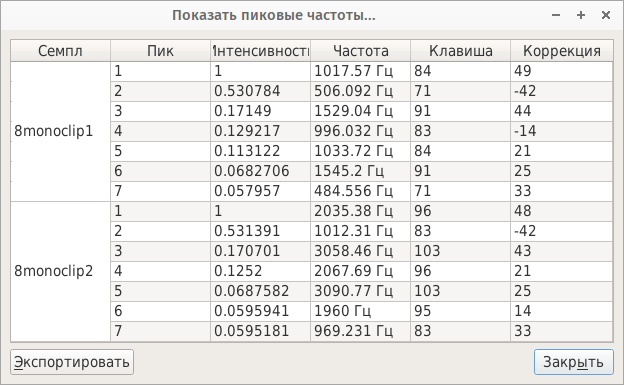 Показать пиковые частоты...
Семпл Пик Интенсивность Частота Клавиша Коррекция
8monoclip1
1 1 1017.57 Гц 84 49
2 0.530784 506.092 Гц 71 -42
3 0.17149 1529.04 Гц 91 44
4 0.129217 996.032 Гц 83 -14
5 0.113122 1033.72 Гц 84 21
6 0.0682706 1545.2 Гц 91 25
7 0.057957 484.556 Гц 71 33
8monoclip2
1 1 2035.38 Гц 96 48
2 0.531391 1012.31 Гц 83 -42
3 0.170701 3058.46 Гц 103 43
4 0.1252 2067.69 Гц 96 21
5 0.0687582 3090.77 Гц 103 25
6 0.0595941 1960 Гц 95 14
7 0.0595181 969.231 Гц 83 33
Экспортировать Закрыть